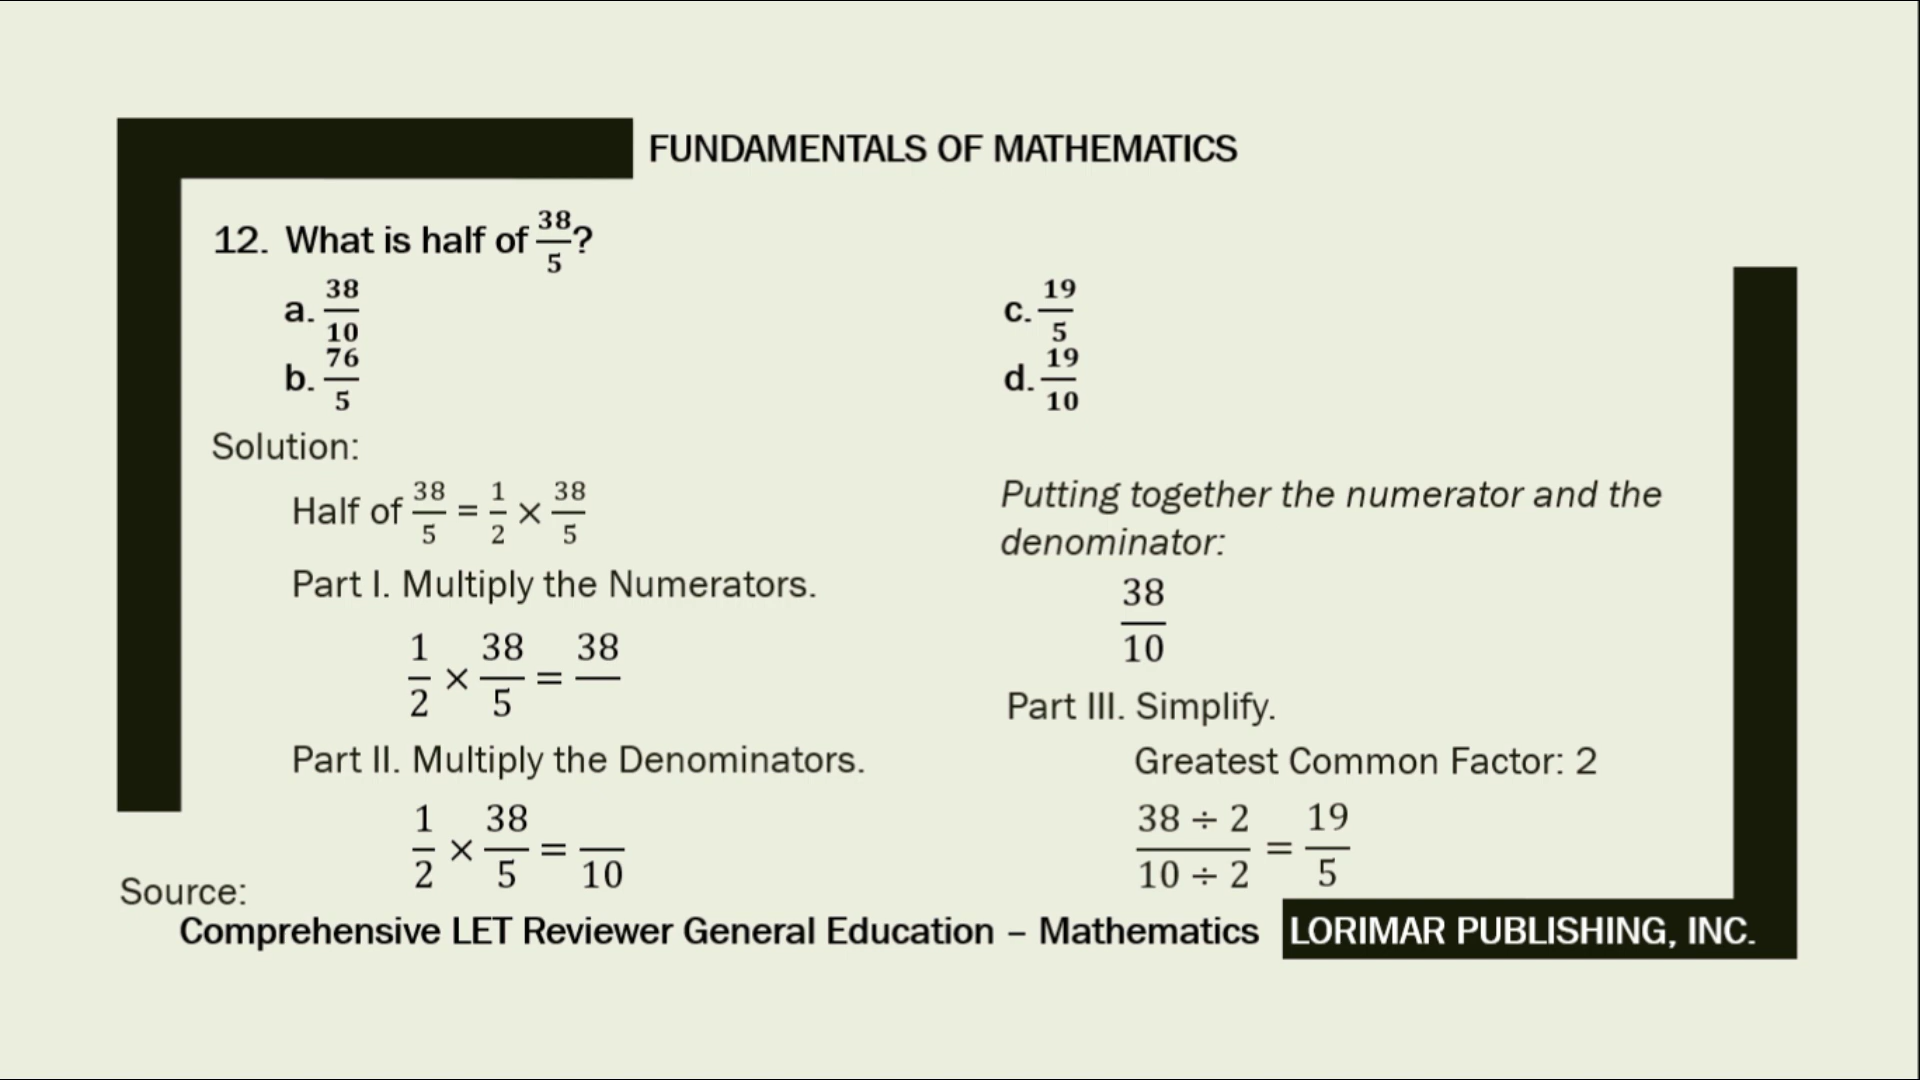 FUNDAMENTALS OF MATHEMATICS
12. What is half of 38/5?
a. 38/10
b. 76/5
c. 19/5
d. 19/10
Solution:
Half of 38/5 = 1/2 × 38/5
Part I. Multiply the Numerators.
1/2 × 38/5 = 38/
Part II. Multiply the Denominators.
1/2 × 38/5 = /10
Putting together the numerator and the
denominator:
38/10
Part III. Simplify.
Greatest Common Factor: 2
38 ÷ 2/10 ÷ 2 = 19/5
Source:
Comprehensive LET Reviewer General Education – Mathematics LORIMAR PUBLISHING, INC.